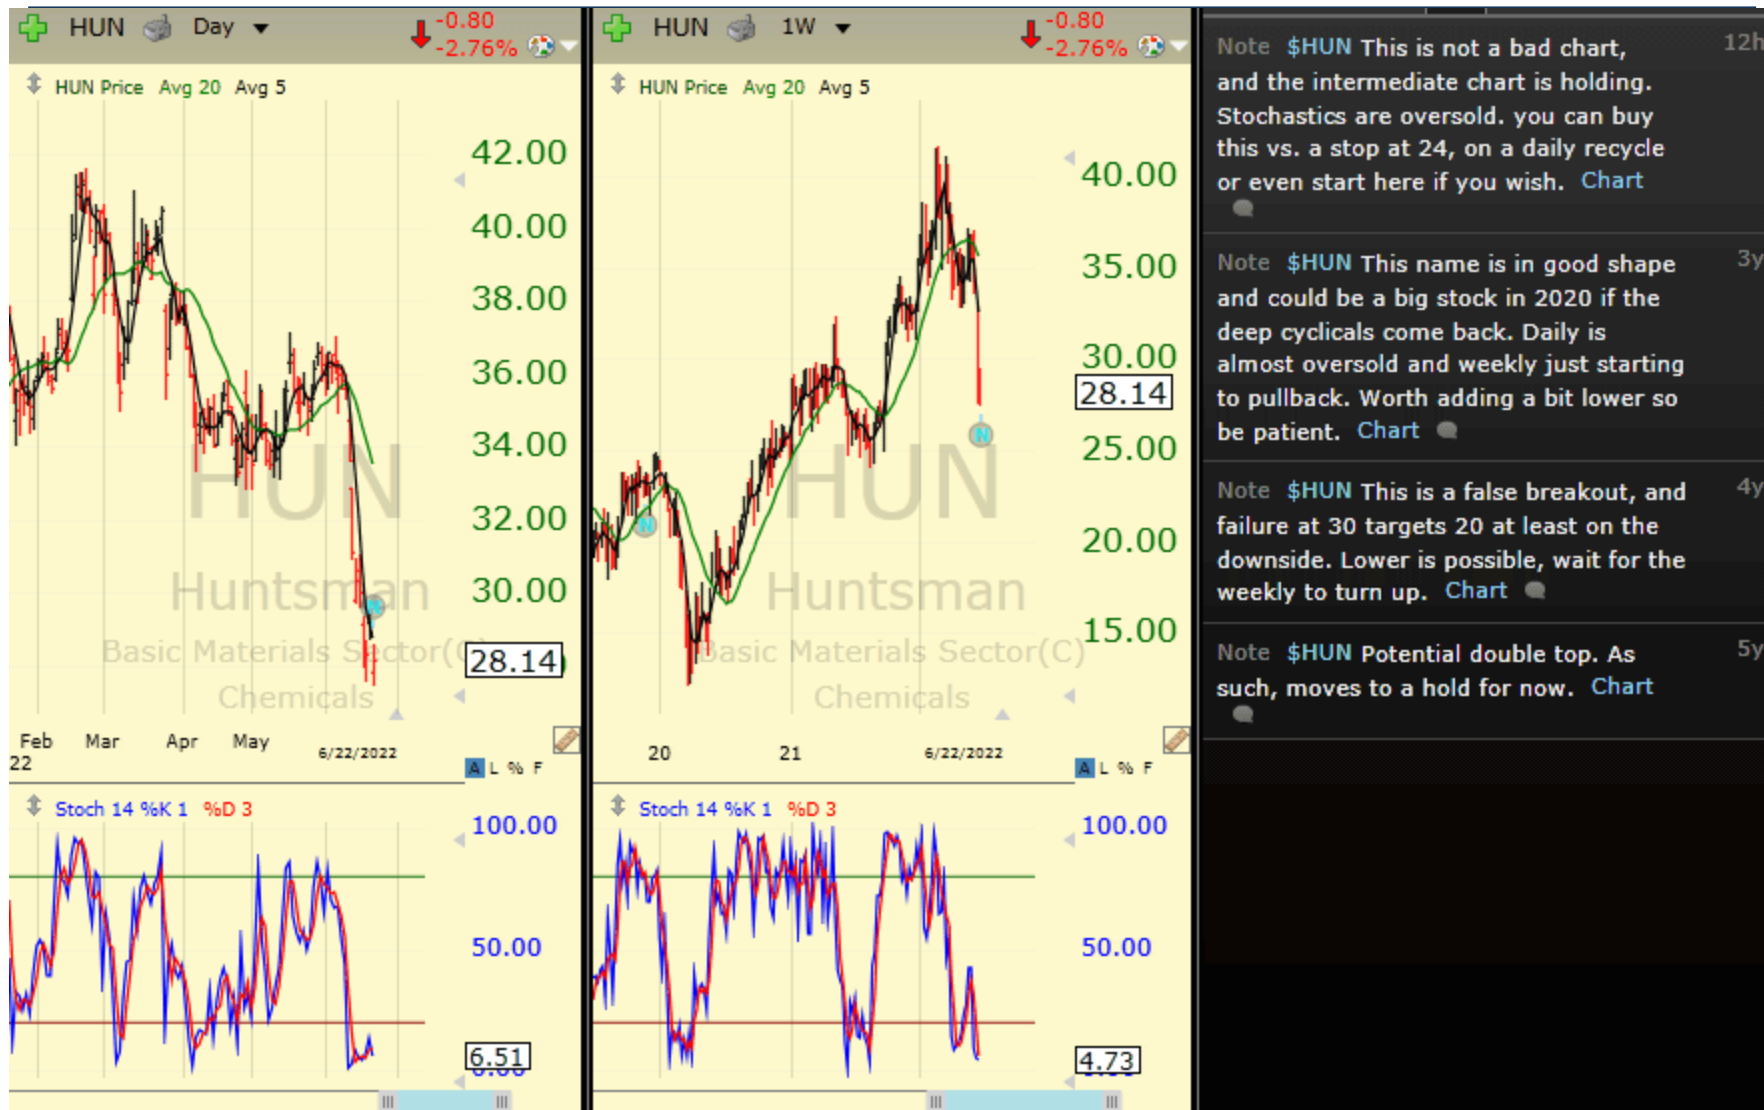 HUN Day
-0.80
-2.76%
HUN Price Avg 20 Avg 5
42.00
40.00
38.00
36.00
34.00
32.00
30.00
28.14
HUN
Huntsman
Basic Materials Sector(
Chemicals
Feb Mar Apr May 6/22/2022
22
A L % F
Stoch 14 %K 1 %D 3
100.00
50.00
6.51
HUN 1W
-0.80
-2.76%
HUN Price Avg 20 Avg 5
40.00
35.00
30.00
28.14
N
25.00
20.00
15.00
N
HUN
Huntsman
Basic Materials Sector(C)
Chemicals
20 21 6/22/2022
A L % F
Stoch 14 %K 1 %D 3
100.00
50.00
4.73
Note $HUN This is not a bad chart, 12h
and the intermediate chart is holding.
Stochastics are oversold. you can buy
this vs. a stop at 24, on a daily recycle
or even start here if you wish. Chart
Note $HUN This name is in good shape 3y
and could be a big stock in 2020 if the
deep cyclicals come back. Daily is
almost oversold and weekly just starting
to pullback. Worth adding a bit lower so
be patient. Chart
Note $HUN This is a false breakout, and 4y
failure at 30 targets 20 at least on the
downside. Lower is possible, wait for the
weekly to turn up. Chart
Note $HUN Potential double top. As 5y
such, moves to a hold for now. Chart